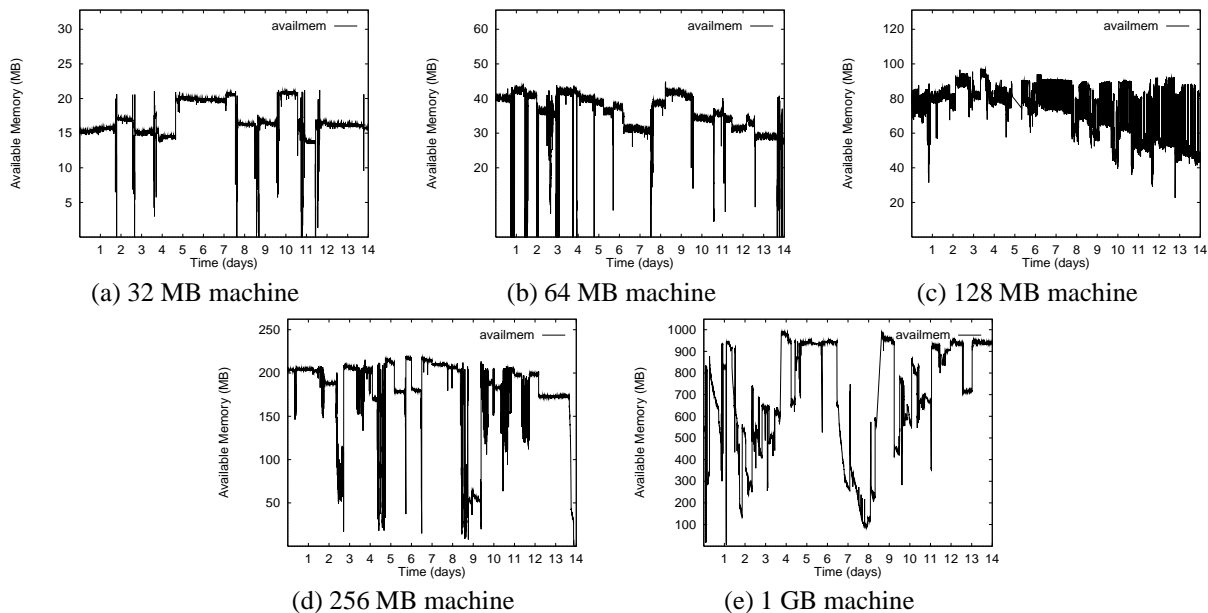 30
25
20
15
10
5
Available Memory (MB)
availmem
1 2 3 4 5 6 7 8 9 10 11 12 13 14
Time (days)
(a) 32 MB machine
60
50
40
30
20
Available Memory (MB)
availmem
1 2 3 4 5 6 7 8 9 10 11 12 13 14
Time (days)
(b) 64 MB machine
120
100
80
60
40
20
Available Memory (MB)
availmem
1 2 3 4 5 6 7 8 9 10 11 12 13 14
Time (days)
(c) 128 MB machine
250
200
150
100
50
Available Memory (MB)
availmem
1 2 3 4 5 6 7 8 9 10 11 12 13 14
Time (days)
(d) 256 MB machine
1000
900
800
700
600
500
400
300
200
100
Available Memory (MB)
availmem
1 2 3 4 5 6 7 8 9 10 11 12 13 14
Time (days)
(e) 1 GB machine